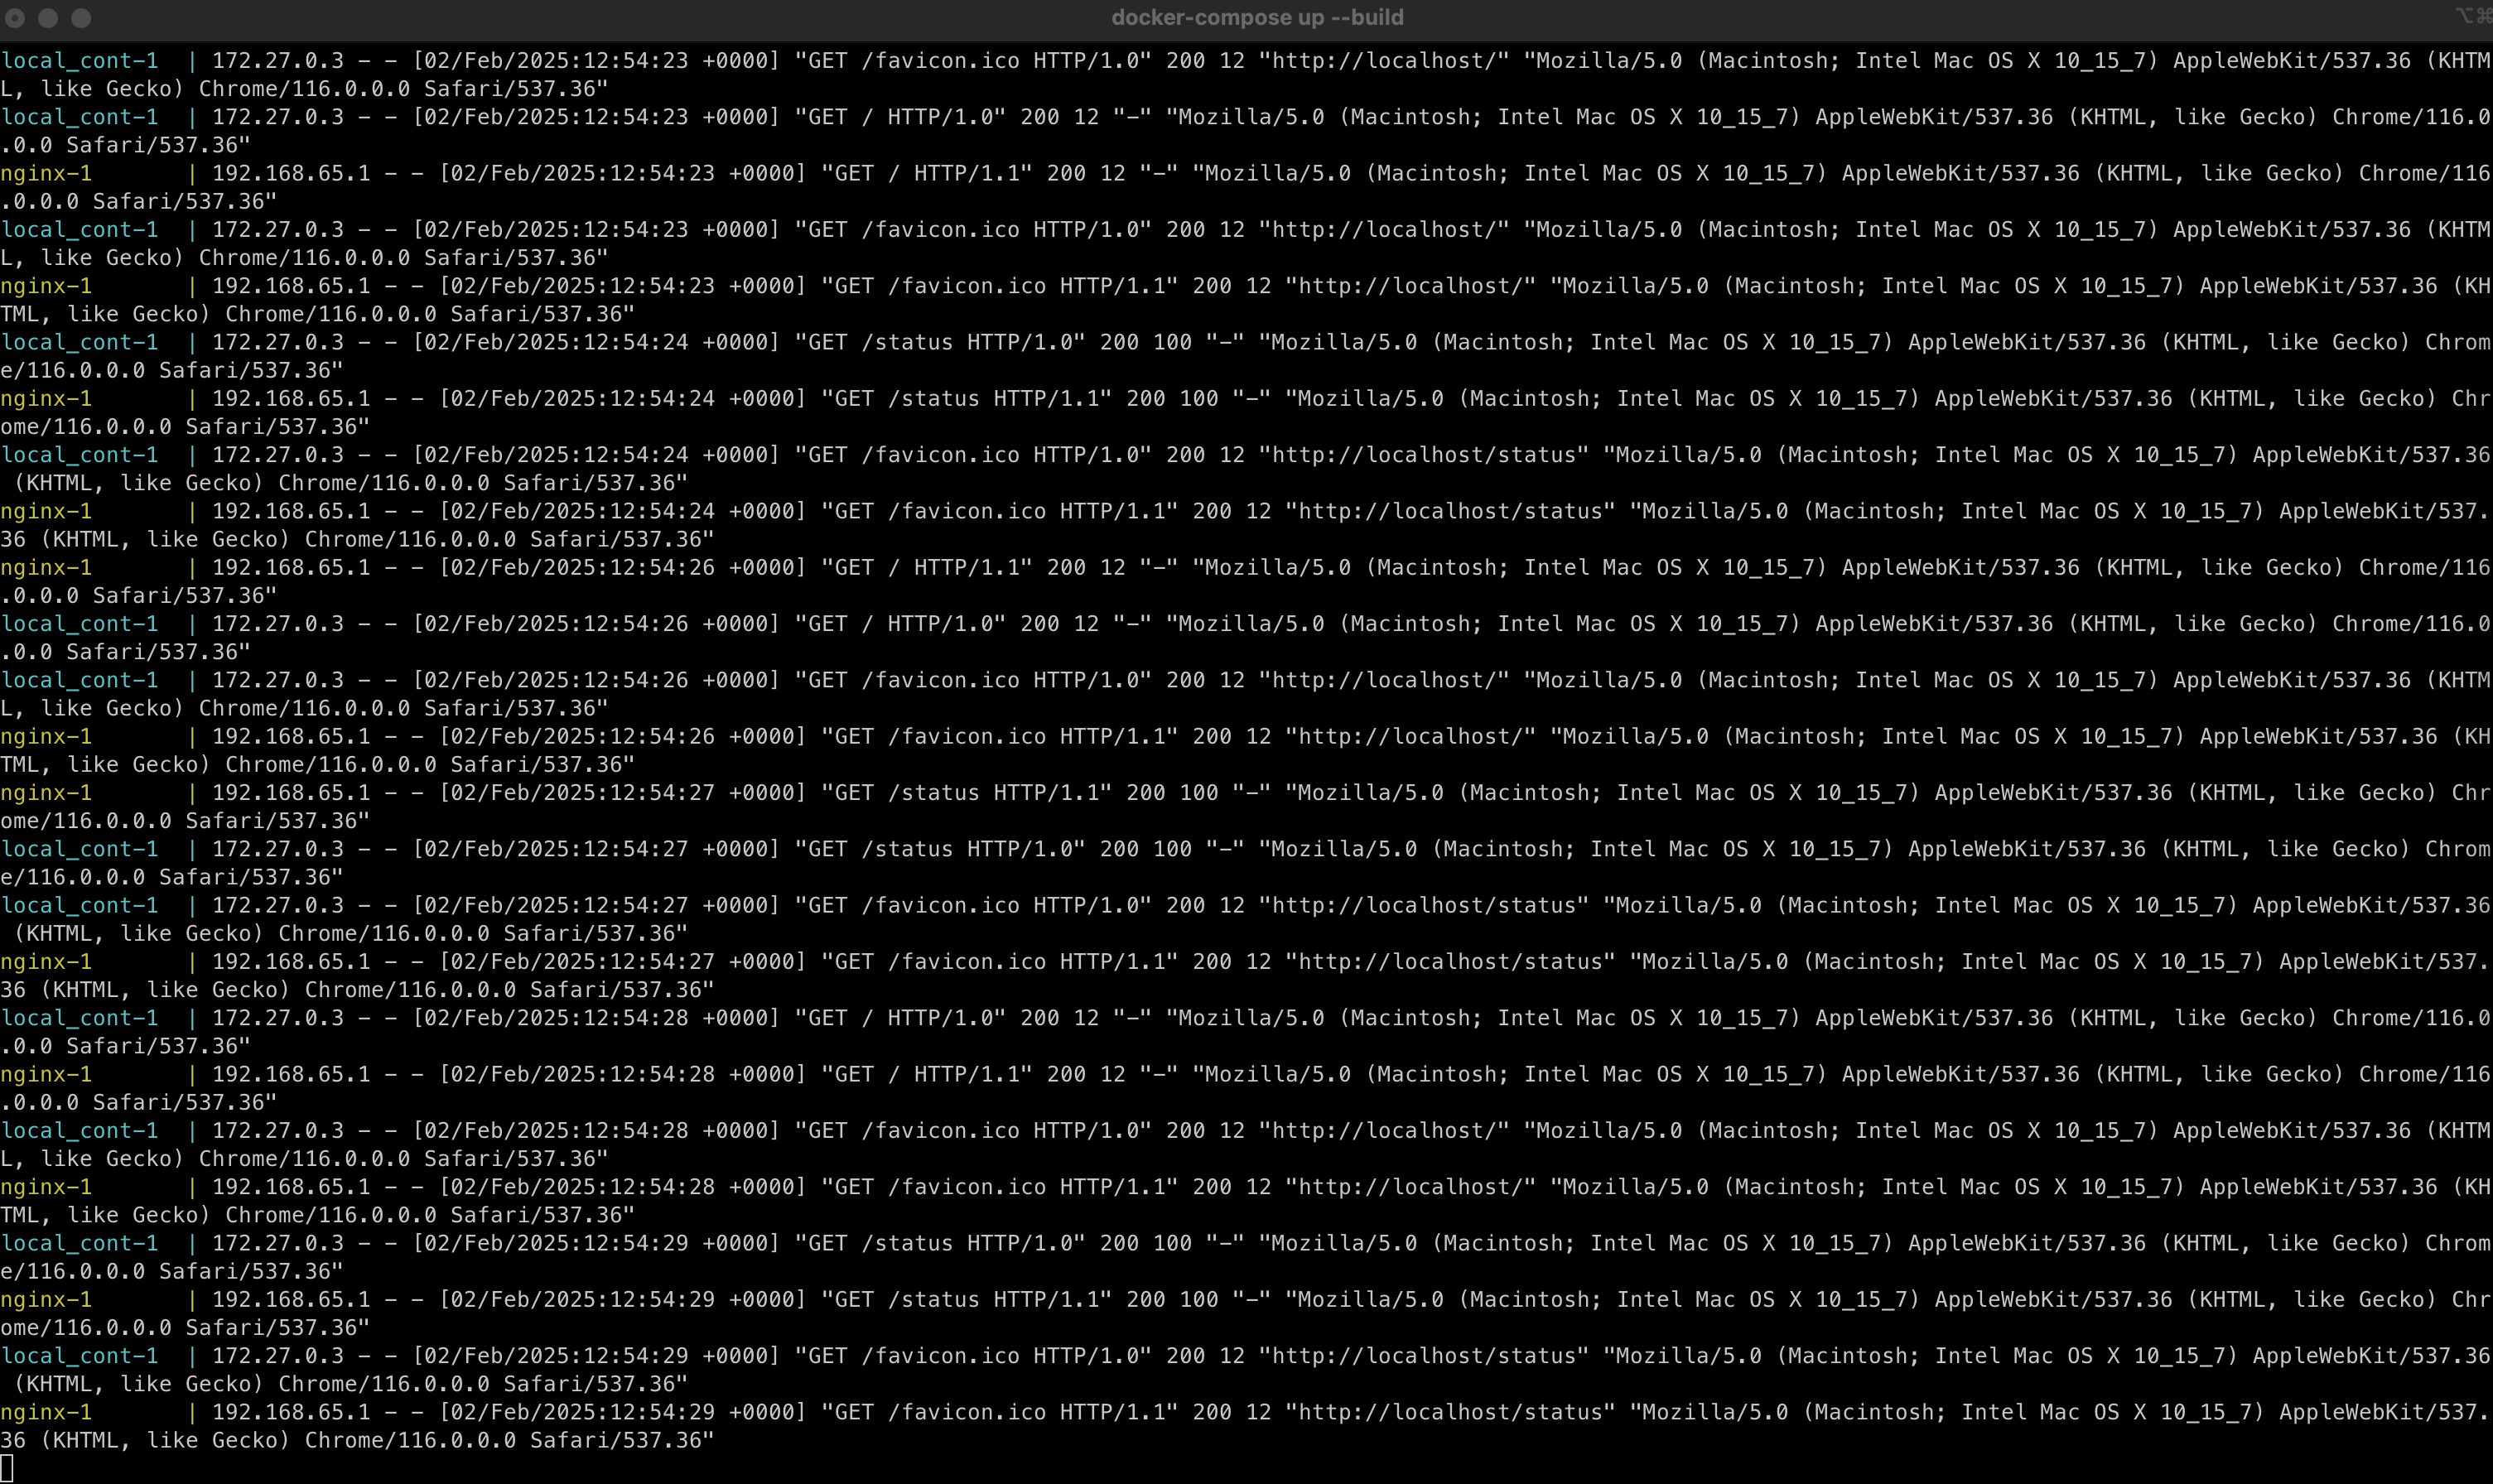 docker-compose up --build
⌥⌘
local_cont-1  | 172.27.0.3 - - [02/Feb/2025:12:54:23 +0000] "GET /favicon.ico HTTP/1.0" 200 12 "http://localhost/" "Mozilla/5.0 (Macintosh; Intel Mac OS X 10_15_7) AppleWebKit/537.36 (KHTM
L, like Gecko) Chrome/116.0.0.0 Safari/537.36"
local_cont-1  | 172.27.0.3 - - [02/Feb/2025:12:54:23 +0000] "GET / HTTP/1.0" 200 12 "-" "Mozilla/5.0 (Macintosh; Intel Mac OS X 10_15_7) AppleWebKit/537.36 (KHTML, like Gecko) Chrome/116.0
.0.0 Safari/537.36"
nginx-1       | 192.168.65.1 - - [02/Feb/2025:12:54:23 +0000] "GET / HTTP/1.1" 200 12 "-" "Mozilla/5.0 (Macintosh; Intel Mac OS X 10_15_7) AppleWebKit/537.36 (KHTML, like Gecko) Chrome/116
.0.0.0 Safari/537.36"
local_cont-1  | 172.27.0.3 - - [02/Feb/2025:12:54:23 +0000] "GET /favicon.ico HTTP/1.0" 200 12 "http://localhost/" "Mozilla/5.0 (Macintosh; Intel Mac OS X 10_15_7) AppleWebKit/537.36 (KHTM
L, like Gecko) Chrome/116.0.0.0 Safari/537.36"
nginx-1       | 192.168.65.1 - - [02/Feb/2025:12:54:23 +0000] "GET /favicon.ico HTTP/1.1" 200 12 "http://localhost/" "Mozilla/5.0 (Macintosh; Intel Mac OS X 10_15_7) AppleWebKit/537.36 (KH
TML, like Gecko) Chrome/116.0.0.0 Safari/537.36"
local_cont-1  | 172.27.0.3 - - [02/Feb/2025:12:54:24 +0000] "GET /status HTTP/1.0" 200 100 "-" "Mozilla/5.0 (Macintosh; Intel Mac OS X 10_15_7) AppleWebKit/537.36 (KHTML, like Gecko) Chrom
e/116.0.0.0 Safari/537.36"
nginx-1       | 192.168.65.1 - - [02/Feb/2025:12:54:24 +0000] "GET /status HTTP/1.1" 200 100 "-" "Mozilla/5.0 (Macintosh; Intel Mac OS X 10_15_7) AppleWebKit/537.36 (KHTML, like Gecko) Chr
ome/116.0.0.0 Safari/537.36"
local_cont-1  | 172.27.0.3 - - [02/Feb/2025:12:54:24 +0000] "GET /favicon.ico HTTP/1.0" 200 12 "http://localhost/status" "Mozilla/5.0 (Macintosh; Intel Mac OS X 10_15_7) AppleWebKit/537.36
 (KHTML, like Gecko) Chrome/116.0.0.0 Safari/537.36"
nginx-1       | 192.168.65.1 - - [02/Feb/2025:12:54:24 +0000] "GET /favicon.ico HTTP/1.1" 200 12 "http://localhost/status" "Mozilla/5.0 (Macintosh; Intel Mac OS X 10_15_7) AppleWebKit/537.
36 (KHTML, like Gecko) Chrome/116.0.0.0 Safari/537.36"
nginx-1       | 192.168.65.1 - - [02/Feb/2025:12:54:26 +0000] "GET / HTTP/1.1" 200 12 "-" "Mozilla/5.0 (Macintosh; Intel Mac OS X 10_15_7) AppleWebKit/537.36 (KHTML, like Gecko) Chrome/116
.0.0.0 Safari/537.36"
local_cont-1  | 172.27.0.3 - - [02/Feb/2025:12:54:26 +0000] "GET / HTTP/1.0" 200 12 "-" "Mozilla/5.0 (Macintosh; Intel Mac OS X 10_15_7) AppleWebKit/537.36 (KHTML, like Gecko) Chrome/116.0
.0.0 Safari/537.36"
local_cont-1  | 172.27.0.3 - - [02/Feb/2025:12:54:26 +0000] "GET /favicon.ico HTTP/1.0" 200 12 "http://localhost/" "Mozilla/5.0 (Macintosh; Intel Mac OS X 10_15_7) AppleWebKit/537.36 (KHTM
L, like Gecko) Chrome/116.0.0.0 Safari/537.36"
nginx-1       | 192.168.65.1 - - [02/Feb/2025:12:54:26 +0000] "GET /favicon.ico HTTP/1.1" 200 12 "http://localhost/" "Mozilla/5.0 (Macintosh; Intel Mac OS X 10_15_7) AppleWebKit/537.36 (KH
TML, like Gecko) Chrome/116.0.0.0 Safari/537.36"
nginx-1       | 192.168.65.1 - - [02/Feb/2025:12:54:27 +0000] "GET /status HTTP/1.1" 200 100 "-" "Mozilla/5.0 (Macintosh; Intel Mac OS X 10_15_7) AppleWebKit/537.36 (KHTML, like Gecko) Chr
ome/116.0.0.0 Safari/537.36"
local_cont-1  | 172.27.0.3 - - [02/Feb/2025:12:54:27 +0000] "GET /status HTTP/1.0" 200 100 "-" "Mozilla/5.0 (Macintosh; Intel Mac OS X 10_15_7) AppleWebKit/537.36 (KHTML, like Gecko) Chrom
e/116.0.0.0 Safari/537.36"
local_cont-1  | 172.27.0.3 - - [02/Feb/2025:12:54:27 +0000] "GET /favicon.ico HTTP/1.0" 200 12 "http://localhost/status" "Mozilla/5.0 (Macintosh; Intel Mac OS X 10_15_7) AppleWebKit/537.36
 (KHTML, like Gecko) Chrome/116.0.0.0 Safari/537.36"
nginx-1       | 192.168.65.1 - - [02/Feb/2025:12:54:27 +0000] "GET /favicon.ico HTTP/1.1" 200 12 "http://localhost/status" "Mozilla/5.0 (Macintosh; Intel Mac OS X 10_15_7) AppleWebKit/537.
36 (KHTML, like Gecko) Chrome/116.0.0.0 Safari/537.36"
local_cont-1  | 172.27.0.3 - - [02/Feb/2025:12:54:28 +0000] "GET / HTTP/1.0" 200 12 "-" "Mozilla/5.0 (Macintosh; Intel Mac OS X 10_15_7) AppleWebKit/537.36 (KHTML, like Gecko) Chrome/116.0
.0.0 Safari/537.36"
nginx-1       | 192.168.65.1 - - [02/Feb/2025:12:54:28 +0000] "GET / HTTP/1.1" 200 12 "-" "Mozilla/5.0 (Macintosh; Intel Mac OS X 10_15_7) AppleWebKit/537.36 (KHTML, like Gecko) Chrome/116
.0.0.0 Safari/537.36"
local_cont-1  | 172.27.0.3 - - [02/Feb/2025:12:54:28 +0000] "GET /favicon.ico HTTP/1.0" 200 12 "http://localhost/" "Mozilla/5.0 (Macintosh; Intel Mac OS X 10_15_7) AppleWebKit/537.36 (KHTM
L, like Gecko) Chrome/116.0.0.0 Safari/537.36"
nginx-1       | 192.168.65.1 - - [02/Feb/2025:12:54:28 +0000] "GET /favicon.ico HTTP/1.1" 200 12 "http://localhost/" "Mozilla/5.0 (Macintosh; Intel Mac OS X 10_15_7) AppleWebKit/537.36 (KH
TML, like Gecko) Chrome/116.0.0.0 Safari/537.36"
local_cont-1  | 172.27.0.3 - - [02/Feb/2025:12:54:29 +0000] "GET /status HTTP/1.0" 200 100 "-" "Mozilla/5.0 (Macintosh; Intel Mac OS X 10_15_7) AppleWebKit/537.36 (KHTML, like Gecko) Chrom
e/116.0.0.0 Safari/537.36"
nginx-1       | 192.168.65.1 - - [02/Feb/2025:12:54:29 +0000] "GET /status HTTP/1.1" 200 100 "-" "Mozilla/5.0 (Macintosh; Intel Mac OS X 10_15_7) AppleWebKit/537.36 (KHTML, like Gecko) Chr
ome/116.0.0.0 Safari/537.36"
local_cont-1  | 172.27.0.3 - - [02/Feb/2025:12:54:29 +0000] "GET /favicon.ico HTTP/1.0" 200 12 "http://localhost/status" "Mozilla/5.0 (Macintosh; Intel Mac OS X 10_15_7) AppleWebKit/537.36
 (KHTML, like Gecko) Chrome/116.0.0.0 Safari/537.36"
nginx-1       | 192.168.65.1 - - [02/Feb/2025:12:54:29 +0000] "GET /favicon.ico HTTP/1.1" 200 12 "http://localhost/status" "Mozilla/5.0 (Macintosh; Intel Mac OS X 10_15_7) AppleWebKit/537.
36 (KHTML, like Gecko) Chrome/116.0.0.0 Safari/537.36"